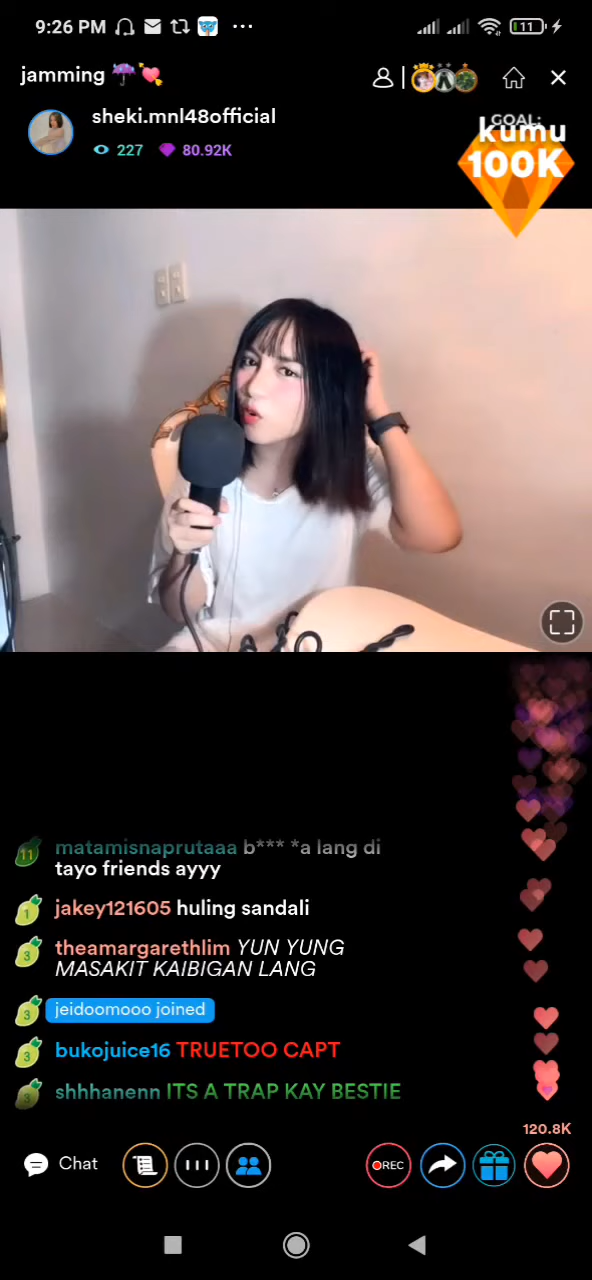 9:26 PM
11
jamming
sheki.mnl48official
227
80.92K
GOAL:
kumu
100K
11 matamisnaprutaaa b*** *a lang di
tayo friends ayyy
1 jakey121605 huling sandali
3 theamargarethlim YUN YUNG
MASAKIT KAIBIGAN LANG
3 jeidoomooo joined
3 bukojuice16 TRUETOO CAPT
3 shhhanenn ITS A TRAP KAY BESTIE
120.8K
Chat
REC